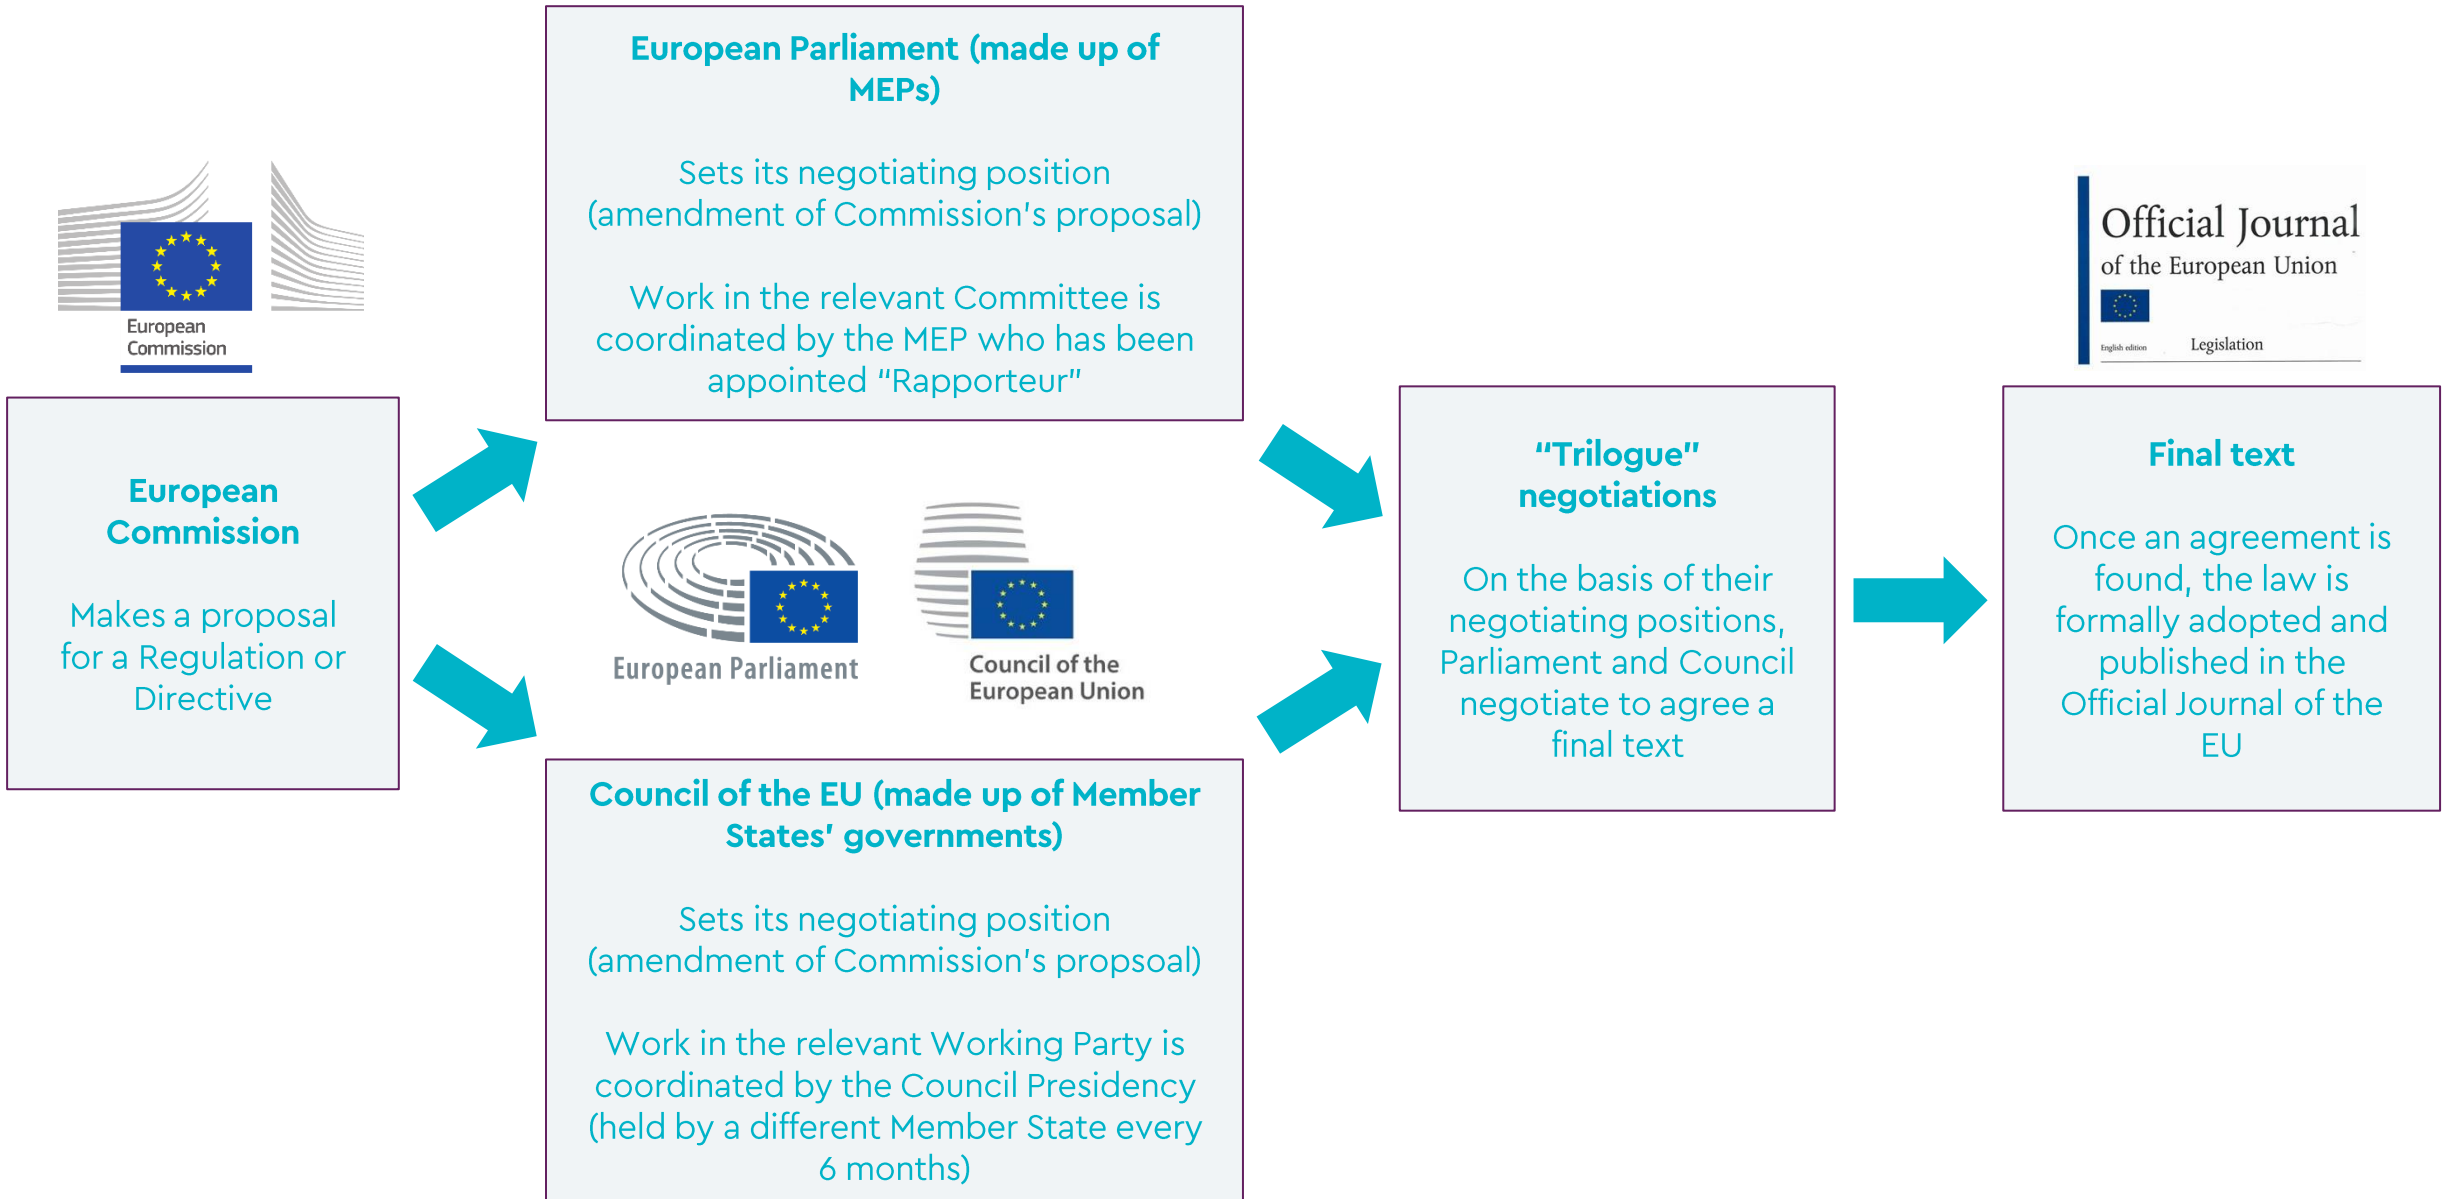 European
Commission
European
Commission
Makes a proposal
for a Regulation or
Directive
European Parliament (made up of
MEPs)
Sets its negotiating position
(amendment of Commission's proposal)
Work in the relevant Committee is
coordinated by the MEP who has been
appointed “Rapporteur”
European Parliament
Council of the
European Union
Council of the EU (made up of Member
States' governments)
Sets its negotiating position
(amendment of Commission's propsoal)
Work in the relevant Working Party is
coordinated by the Council Presidency
(held by a different Member State every
6 months)
“Trilogue”
negotiations
On the basis of their
negotiating positions,
Parliament and Council
negotiate to agree a
final text
Official Journal
of the European Union
English edition
Legislation
Final text
Once an agreement is
found, the law is
formally adopted and
published in the
Official Journal of the
EU